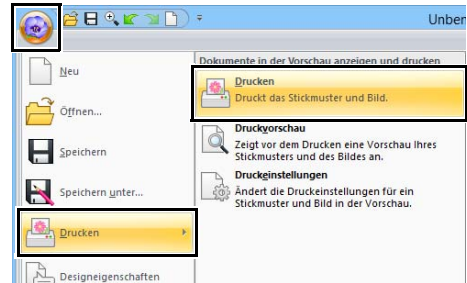 Unben
Neu
Öffnen...
Speichern
Speichern unter...
Drucken
Designeigenschaften
Dokumente in der Vorschau anzeigen und drucken
Drucken
Druckt das Stickmuster und Bild.
Druckvorschau
Zeigt vor dem Drucken eine Vorschau Ihres
Stickmusters und des Bildes an.
Druckeinstellungen
Ändert die Druckeinstellungen für ein
Stickmuster und Bild in der Vorschau.